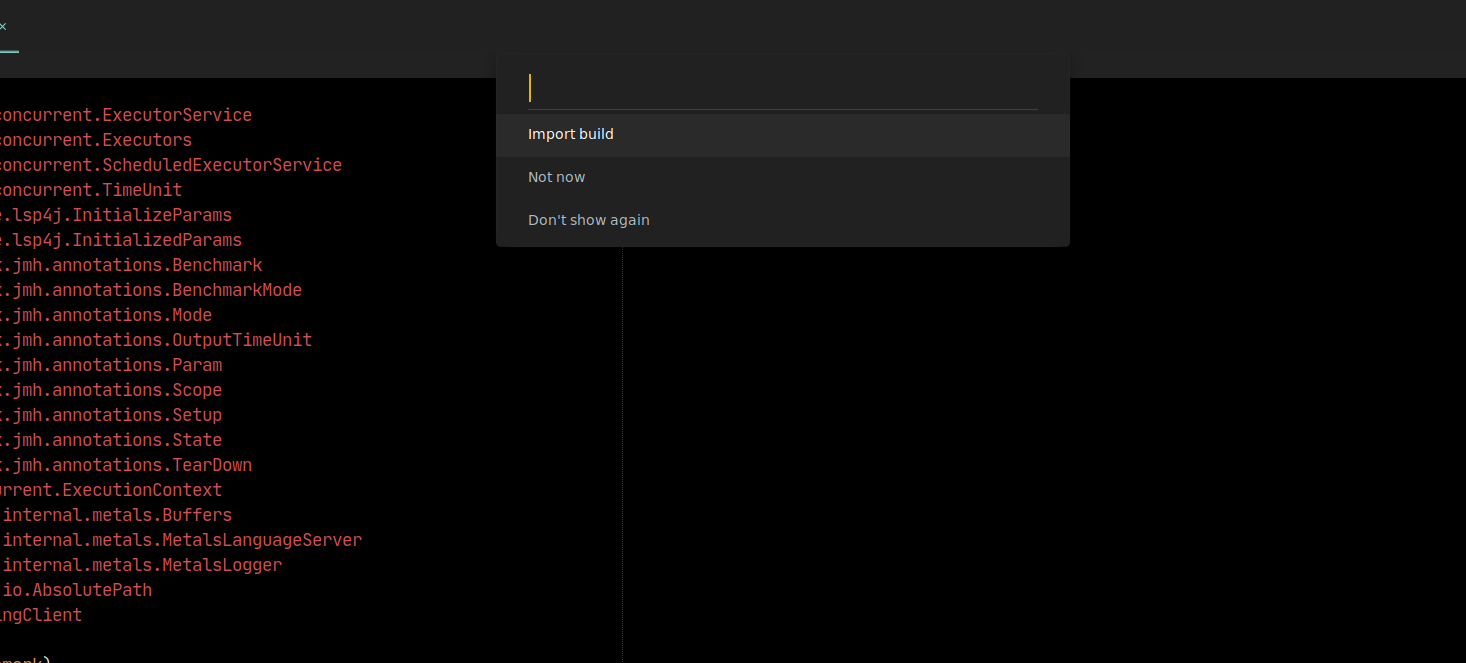 ×
Import build
Not now
Don't show again
concurrent.ExecutorService
concurrent.Executors
concurrent.ScheduledExecutorService
concurrent.TimeUnit
.lsp4j.InitializeParams
.lsp4j.InitializedParams
.jmh.annotations.Benchmark
.jmh.annotations.BenchmarkMode
.jmh.annotations.Mode
.jmh.annotations.OutputTimeUnit
.jmh.annotations.Param
.jmh.annotations.Scope
.jmh.annotations.Setup
.jmh.annotations.State
.jmh.annotations.TearDown
urrent.ExecutionContext
internal.metals.Buffers
internal.metals.MetalsLanguageServer
internal.metals.MetalsLogger
io.AbsolutePath
ngClient